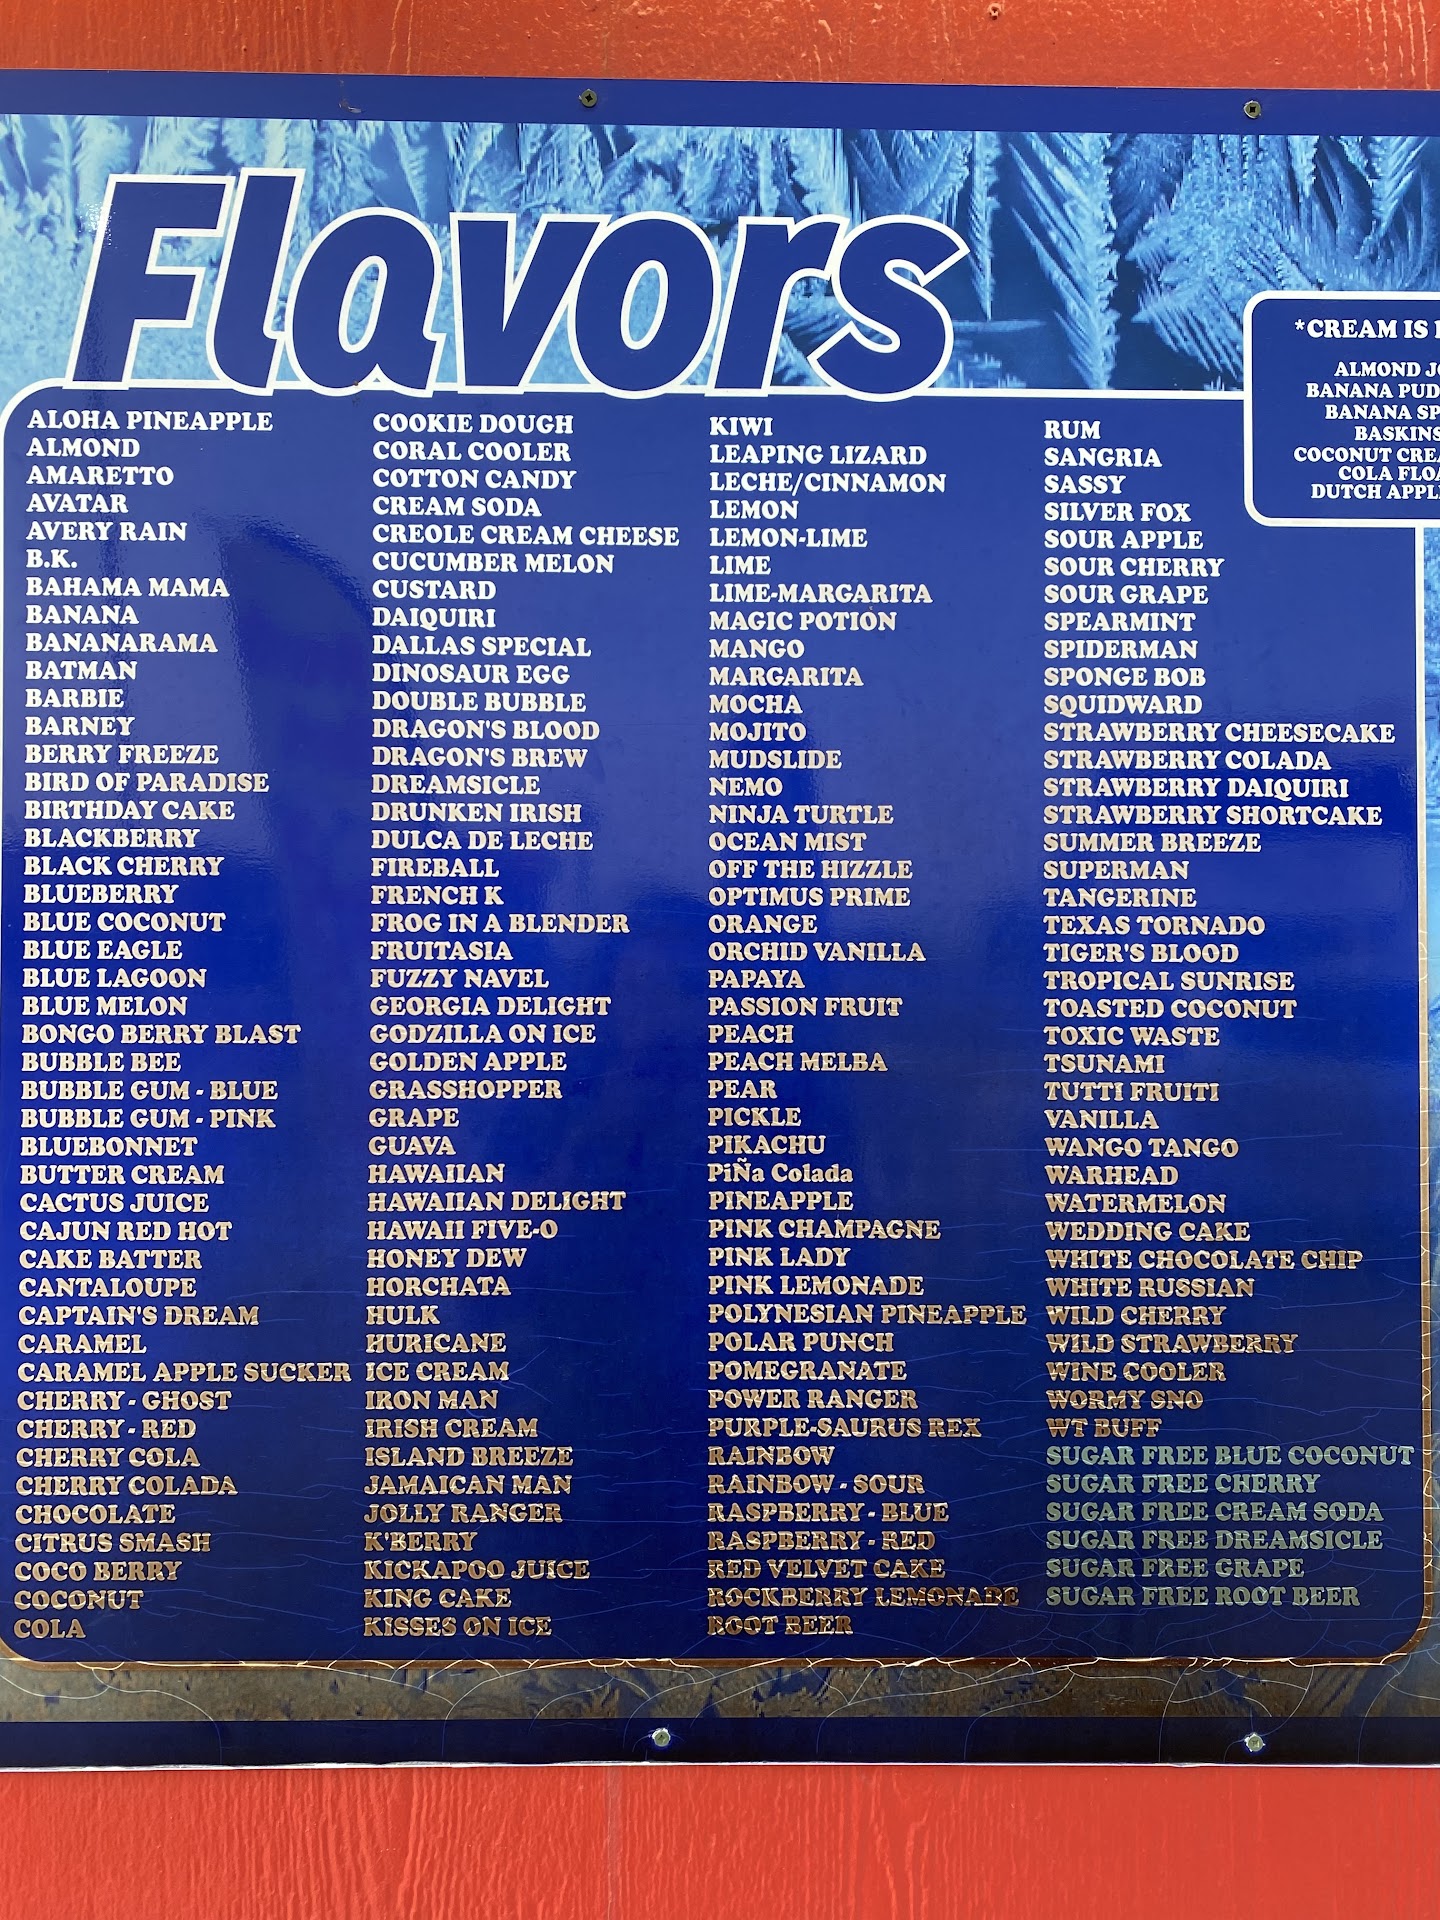 Flavors
ALOHA PINEAPPLE
ALMOND
AMARETTO
AVATAR
AVERY RAIN
B.K.
BAHAMA MAMA
BANANA
BANANARAMA
BATMAN
BARBIE
BARNEY
BERRY FREEZE
BIRD OF PARADISE
BIRTHDAY CAKE
BLACKBERRY
BLACK CHERRY
BLUEBERRY
BLUE COCONUT
BLUE EAGLE
BLUE LAGOON
BLUE MELON
BONGO BERRY BLAST
BUBBLE BEE
BUBBLE GUM - BLUE
BUBBLE GUM - PINK
BLUEBONNET
BUTTER CREAM
CACTUS JUICE
CAJUN RED HOT
CAKE BATTER
CANTALOUPE
CAPTAIN'S DREAM
CARAMEL
CARAMEL APPLE SUCKER
CHERRY - GHOST
CHERRY - RED
CHERRY COLA
CHERRY COLADA
CHOCOLATE
CITRUS SMASH
COCO BERRY
COCONUT
COLA
COOKIE DOUGH
CORAL COOLER
COTTON CANDY
CREAM SODA
CREOLE CREAM CHEESE
CUCUMBER MELON
CUSTARD
DAIQUIRI
DALLAS SPECIAL
DINOSAUR EGG
DOUBLE BUBBLE
DRAGON'S BLOOD
DRAGON'S BREW
DREAMSICLE
DRUNKEN IRISH
DULCA DE LECHE
FIREBALL
FRENCH K
FROG IN A BLENDER
FRUITASIA
FUZZY NAVEL
GEORGIA DELIGHT
GODZILLA ON ICE
GOLDEN APPLE
GRASSHOPPER
GRAPE
GUAVA
HAWAIIAN
HAWAIIAN DELIGHT
HAWAII FIVE-O
HONEY DEW
HORCHATA
HULK
HURICANE
ICE CREAM
IRON MAN
IRISH CREAM
ISLAND BREEZE
JAMAICAN MAN
JOLLY RANGER
K'BERRY
KICKAPOO JUICE
KING CAKE
KISSES ON ICE
KIWI
LEAPING LIZARD
LECHE/CINNAMON
LEMON
LEMON-LIME
LIME
LIME-MARGARITA
MAGIC POTION
MANGO
MARGARITA
MOCHA
MOJITO
MUDSLIDE
NEMO
NINJA TURTLE
OCEAN MIST
OFF THE HIZZLE
OPTIMUS PRIME
ORANGE
ORCHID VANILLA
PAPAYA
PASSION FRUIT
PEACH
PEACH MELBA
PEAR
PICKLE
PIKACHU
PiÑa Colada
PINEAPPLE
PINK CHAMPAGNE
PINK LADY
PINK LEMONADE
POLYNESIAN PINEAPPLE
POLAR PUNCH
POMEGRANATE
POWER RANGER
PURPLE-SAURUS REX
RAINBOW
RAINBOW - SOUR
RASPBERRY - BLUE
RASPBERRY - RED
RED VELVET CAKE
ROCKBERRY LEMONADE
ROOT BEER
RUM
SANGRIA
SASSY
SILVER FOX
SOUR APPLE
SOUR CHERRY
SOUR GRAPE
SPEARMINT
SPIDERMAN
SPONGE BOB
SQUIDWARD
STRAWBERRY CHEESECAKE
STRAWBERRY COLADA
STRAWBERRY DAIQUIRI
STRAWBERRY SHORTCAKE
SUMMER BREEZE
SUPERMAN
TANGERINE
TEXAS TORNADO
TIGER'S BLOOD
TROPICAL SUNRISE
TOASTED COCONUT
TOXIC WASTE
TSUNAMI
TUTTI FRUITI
VANILLA
WANGO TANGO
WARHEAD
WATERMELON
WEDDING CAKE
WHITE CHOCOLATE CHIP
WHITE RUSSIAN
WILD CHERRY
WILD STRAWBERRY
WINE COOLER
WORMY SNO
WT BUFF
SUGAR FREE BLUE COCONUT
SUGAR FREE CHERRY
SUGAR FREE CREAM SODA
SUGAR FREE DREAMSICLE
SUGAR FREE GRAPE
SUGAR FREE ROOT BEER
*CREAM IS
ALMOND
BANANA
BANANA
COCONUT
COLA
DUTCH